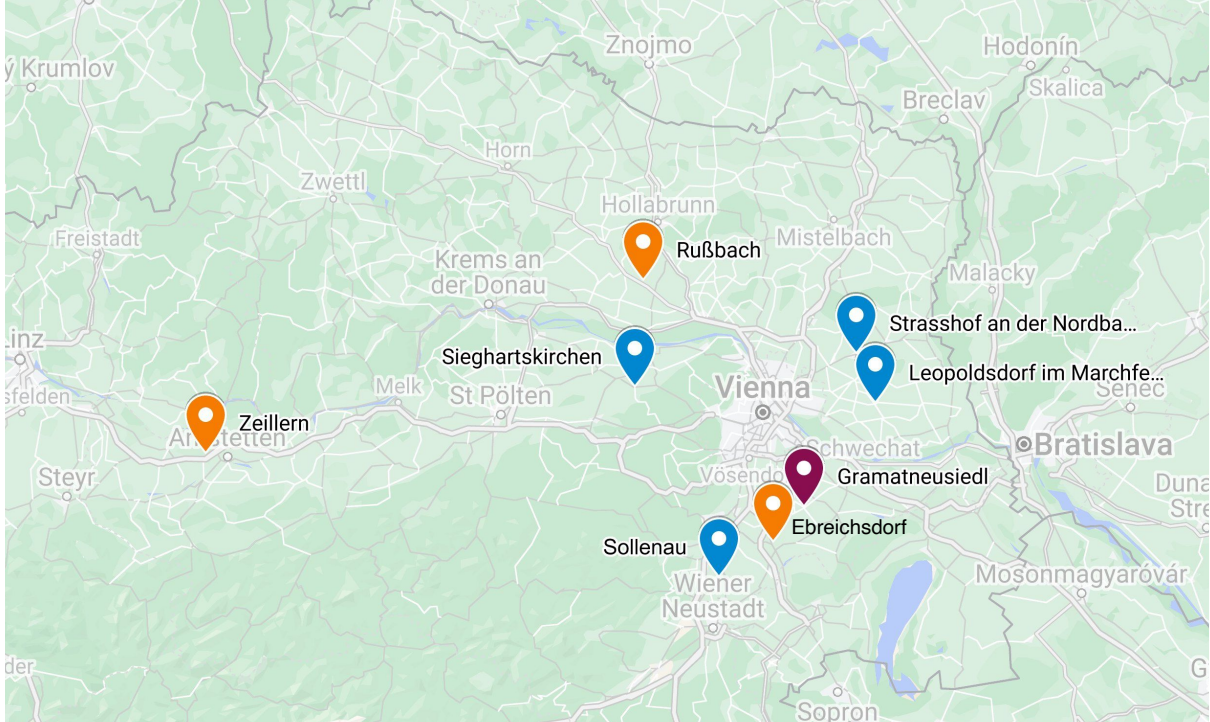 Znojmo
Hodonín
ý Krumlov
Skalica
Breclav
Horn
Zwettl
Hollabrunn
Mistelbach
Freistadt
Rußbach
Krems an
der Donau
Malacky
Strasshof an der Nordba...
Linz
Sieghartskirchen
Leopoldsdorf im Marchfe...
Melk
Vienna
St Pölten
Senec
sfelden
Zeillern
Amstetten
Schwechat
Bratislava
Steyr
Vösendo
Gramatneusiedl
Duna
Stre
Ebreichsdorf
Sollenau
Wiener
Neustadt
Mosonmagyaróvár
der
G
Sopron